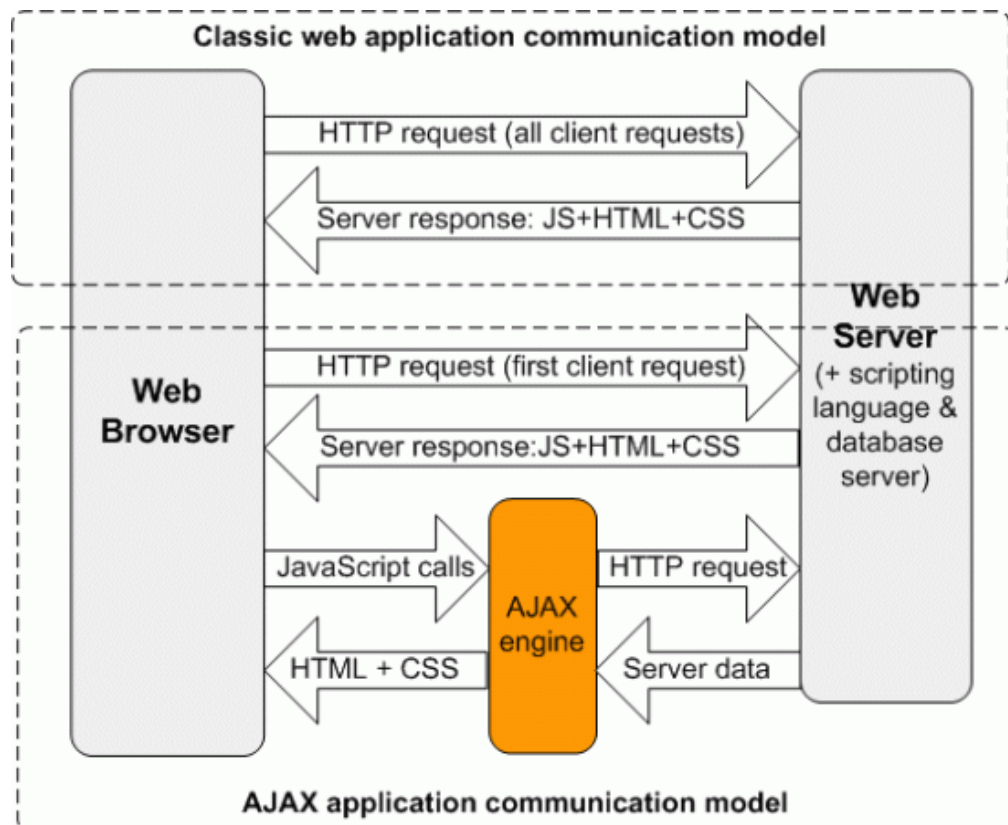 Classic web application communication model
HTTP request (all client requests)
Server response: JS+HTML+CSS
Web
Server
(+ scripting
language &
database
server)
HTTP request (first client request)
Web
Browser
Server response:JS+HTML+CSS
JavaScript calls
HTTP request
AJAX
engine
HTML + CSS
Server data
AJAX application communication model